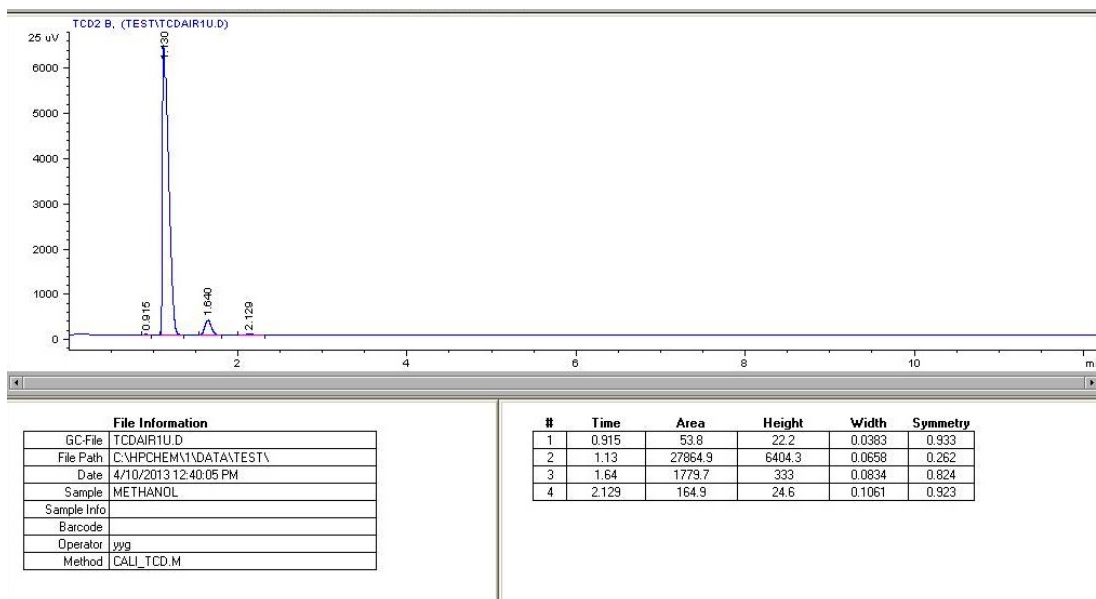 TCD2 B, (TEST\TCDAIR1U.D)
25 uV
6000
5000
4000
3000
2000
1000
0
0.915
1.130
1.640
2.129
2
4
6
8
10
m
File Information
GC-File TCDAIR1U.D
File Path C:\HPCHEM\1\DATA\TEST\
Date 4/10/2013 12:40:05 PM
Sample METHANOL
Sample Info
Barcode
Operator yyg
Method CALI_TCD.M
# Time Area Height Width Symmetry
1 0.915 53.8 22.2 0.0383 0.933
2 1.13 27864.9 6404.3 0.0658 0.262
3 1.64 1779.7 333 0.0834 0.824
4 2.129 164.9 24.6 0.1061 0.923